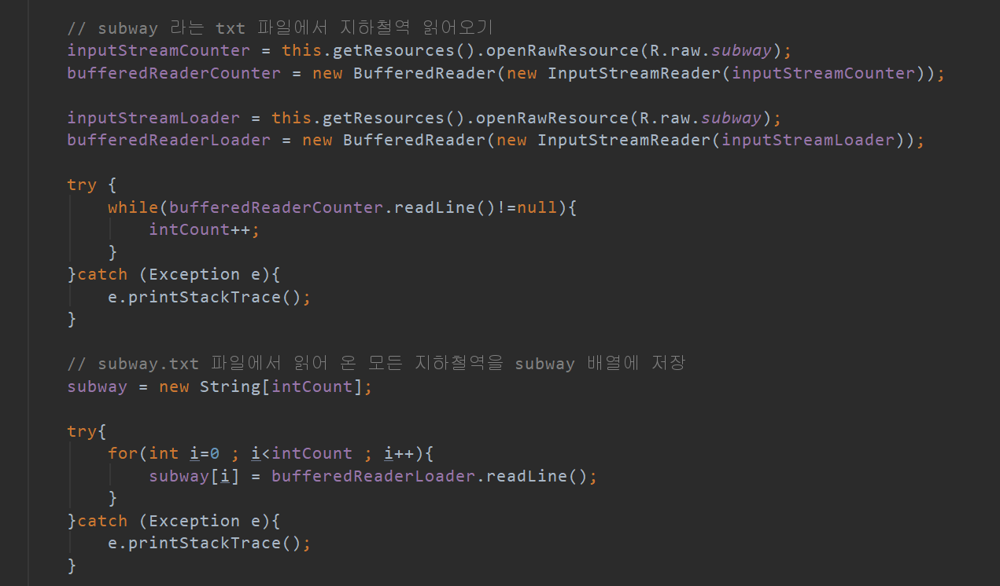 // subway 라는 txt 파일에서 지하철역 읽어오기
inputStreamCounter = this.getResources().openRawResource(R.raw.subway);
bufferedReaderCounter = new BufferedReader(new InputStreamReader(inputStreamCounter));
inputStreamLoader = this.getResources().openRawResource(R.raw.subway);
bufferedReaderLoader = new BufferedReader(new InputStreamReader(inputStreamLoader));
try {
while(bufferedReaderCounter.readLine()!=null){
intCount++;
}
}catch (Exception e){
e.printStackTrace();
}
// subway.txt 파일에서 읽어 온 모든 지하철역을 subway 배열에 저장
subway = new String[intCount];
try{
for(int i=0 ; i<intCount ; i++){
subway[i] = bufferedReaderLoader.readLine();
}
}catch (Exception e){
e.printStackTrace();
}